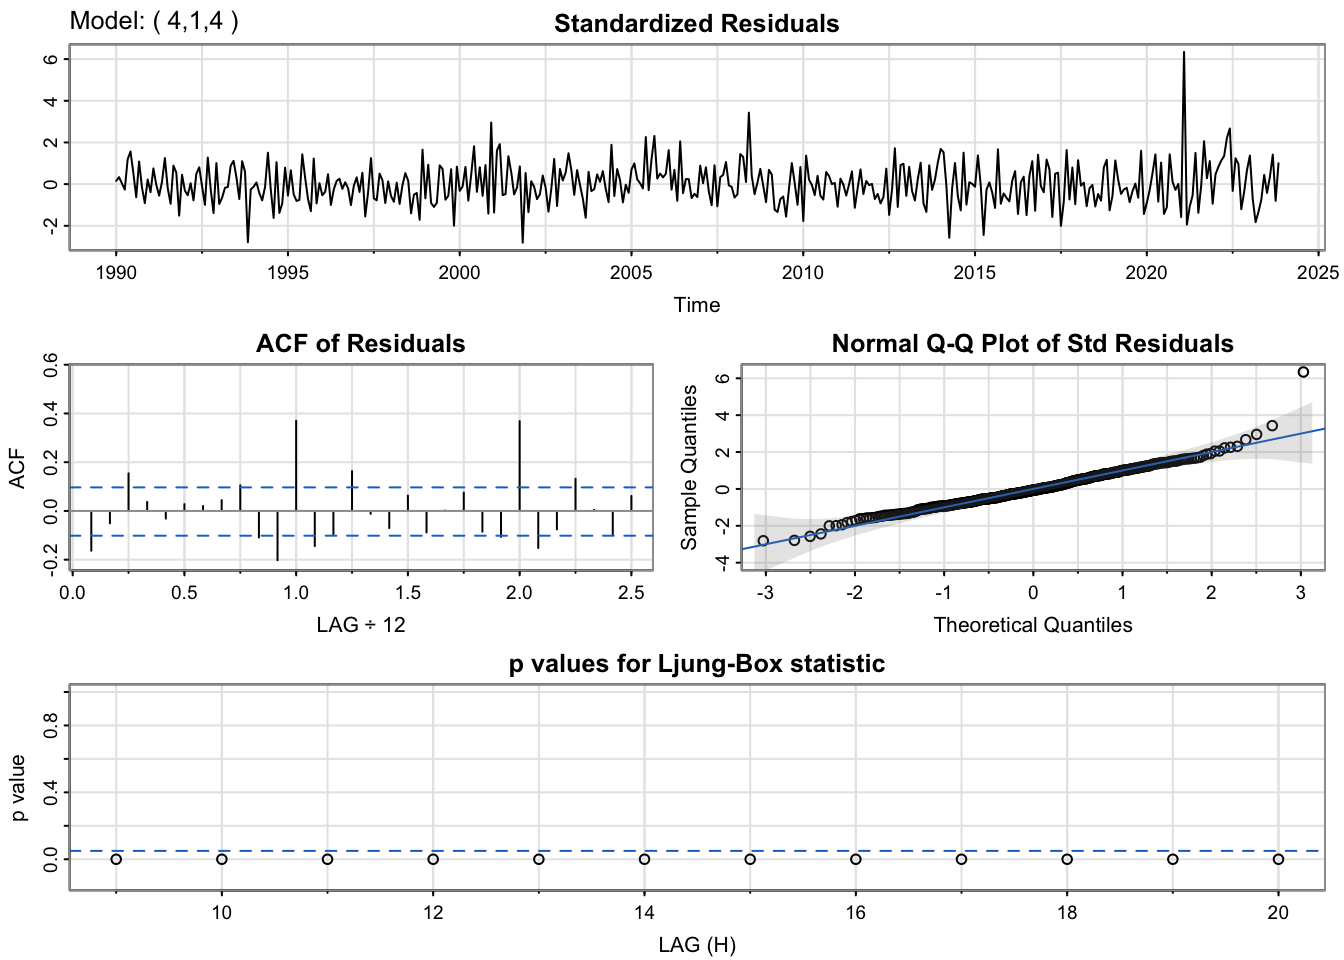 Model: ( 4,1,4 )
Standardized Residuals
6
4
2
0
-2
1990 1995 2000 2005 2010 2015 2020 2025
Time
ACF of Residuals
ACF
0.6
0.4
0.2
0.0
-0.2
0.0 0.5 1.0 1.5 2.0 2.5
LAG ÷ 12
Normal Q-Q Plot of Std Residuals
Sample Quantiles
6
4
2
0
-2
-4
-3 -2 -1 0 1 2 3
Theoretical Quantiles
p values for Ljung-Box statistic
p value
0.8
0.4
0.0
10 12 14 16 18 20
LAG (H)